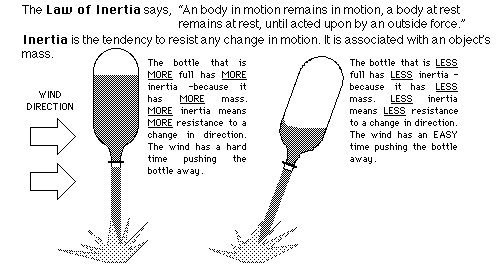 The Law of Inertia says, "An body in motion remains in motion, a body at rest
remains at rest, until acted upon by an outside force."
Inertia is the tendency to resist any change in motion. It is associated with an object's
mass.
WIND
DIRECTION
The bottle that is
MORE full has MORE
inertia -because it
has MORE mass.
MORE inertia means
MORE resistance to a
change in direction.
The wind has a hard
time pushing the
bottle away.
The bottle that is LESS
full has LESS inertia -
because it has LESS
mass. LESS inertia
means LESS resistance
to a change in direction.
The wind has an EASY
time pushing the bottle
away.